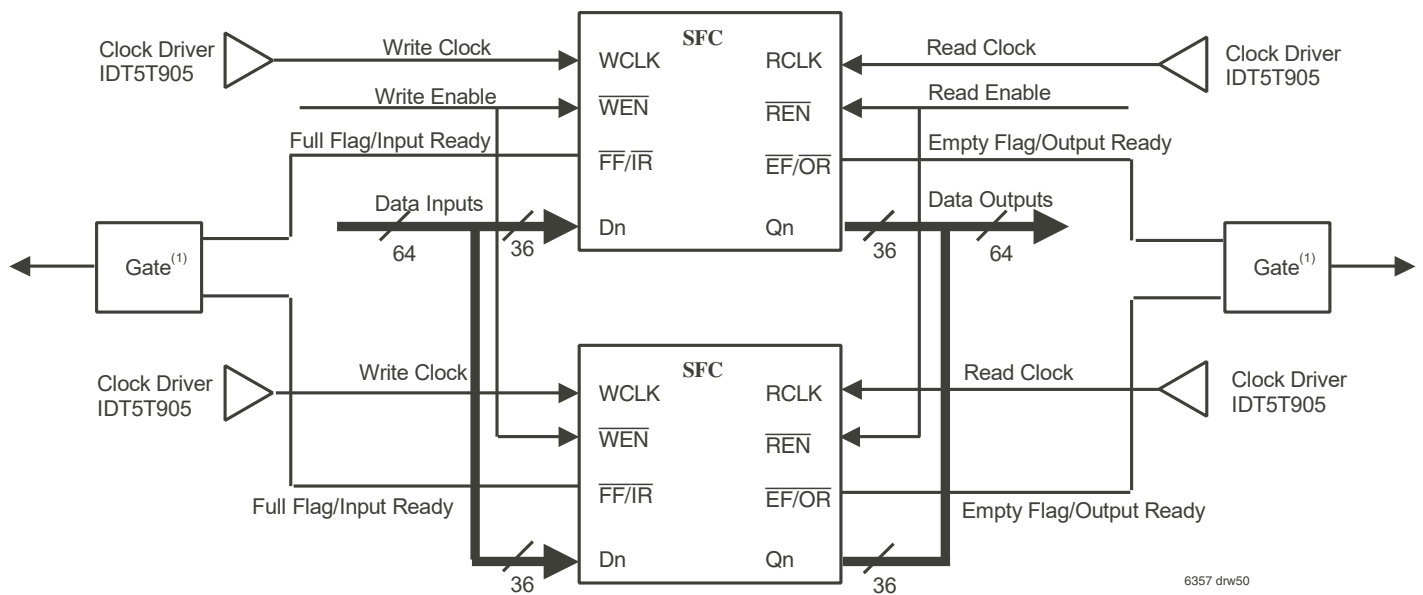 SFC
Clock Driver
IDT5T905
Write Clock
WCLK
RCLK
Read Clock
Clock Driver
IDT5T905
Write Enable
WEN
REN
Read Enable
Full Flag/Input Ready
FF/IR
EF/OR
Empty Flag/Output Ready
Data Inputs
Dn
Qn
Data Outputs
64
36
36
64
Gate(1)
Gate(1)
SFC
Clock Driver
IDT5T905
Write Clock
WCLK
RCLK
Read Clock
Clock Driver
IDT5T905
WEN
REN
FF/IR
EF/OR
Full Flag/Input Ready
Empty Flag/Output Ready
Dn
Qn
36
36
6357 drw50